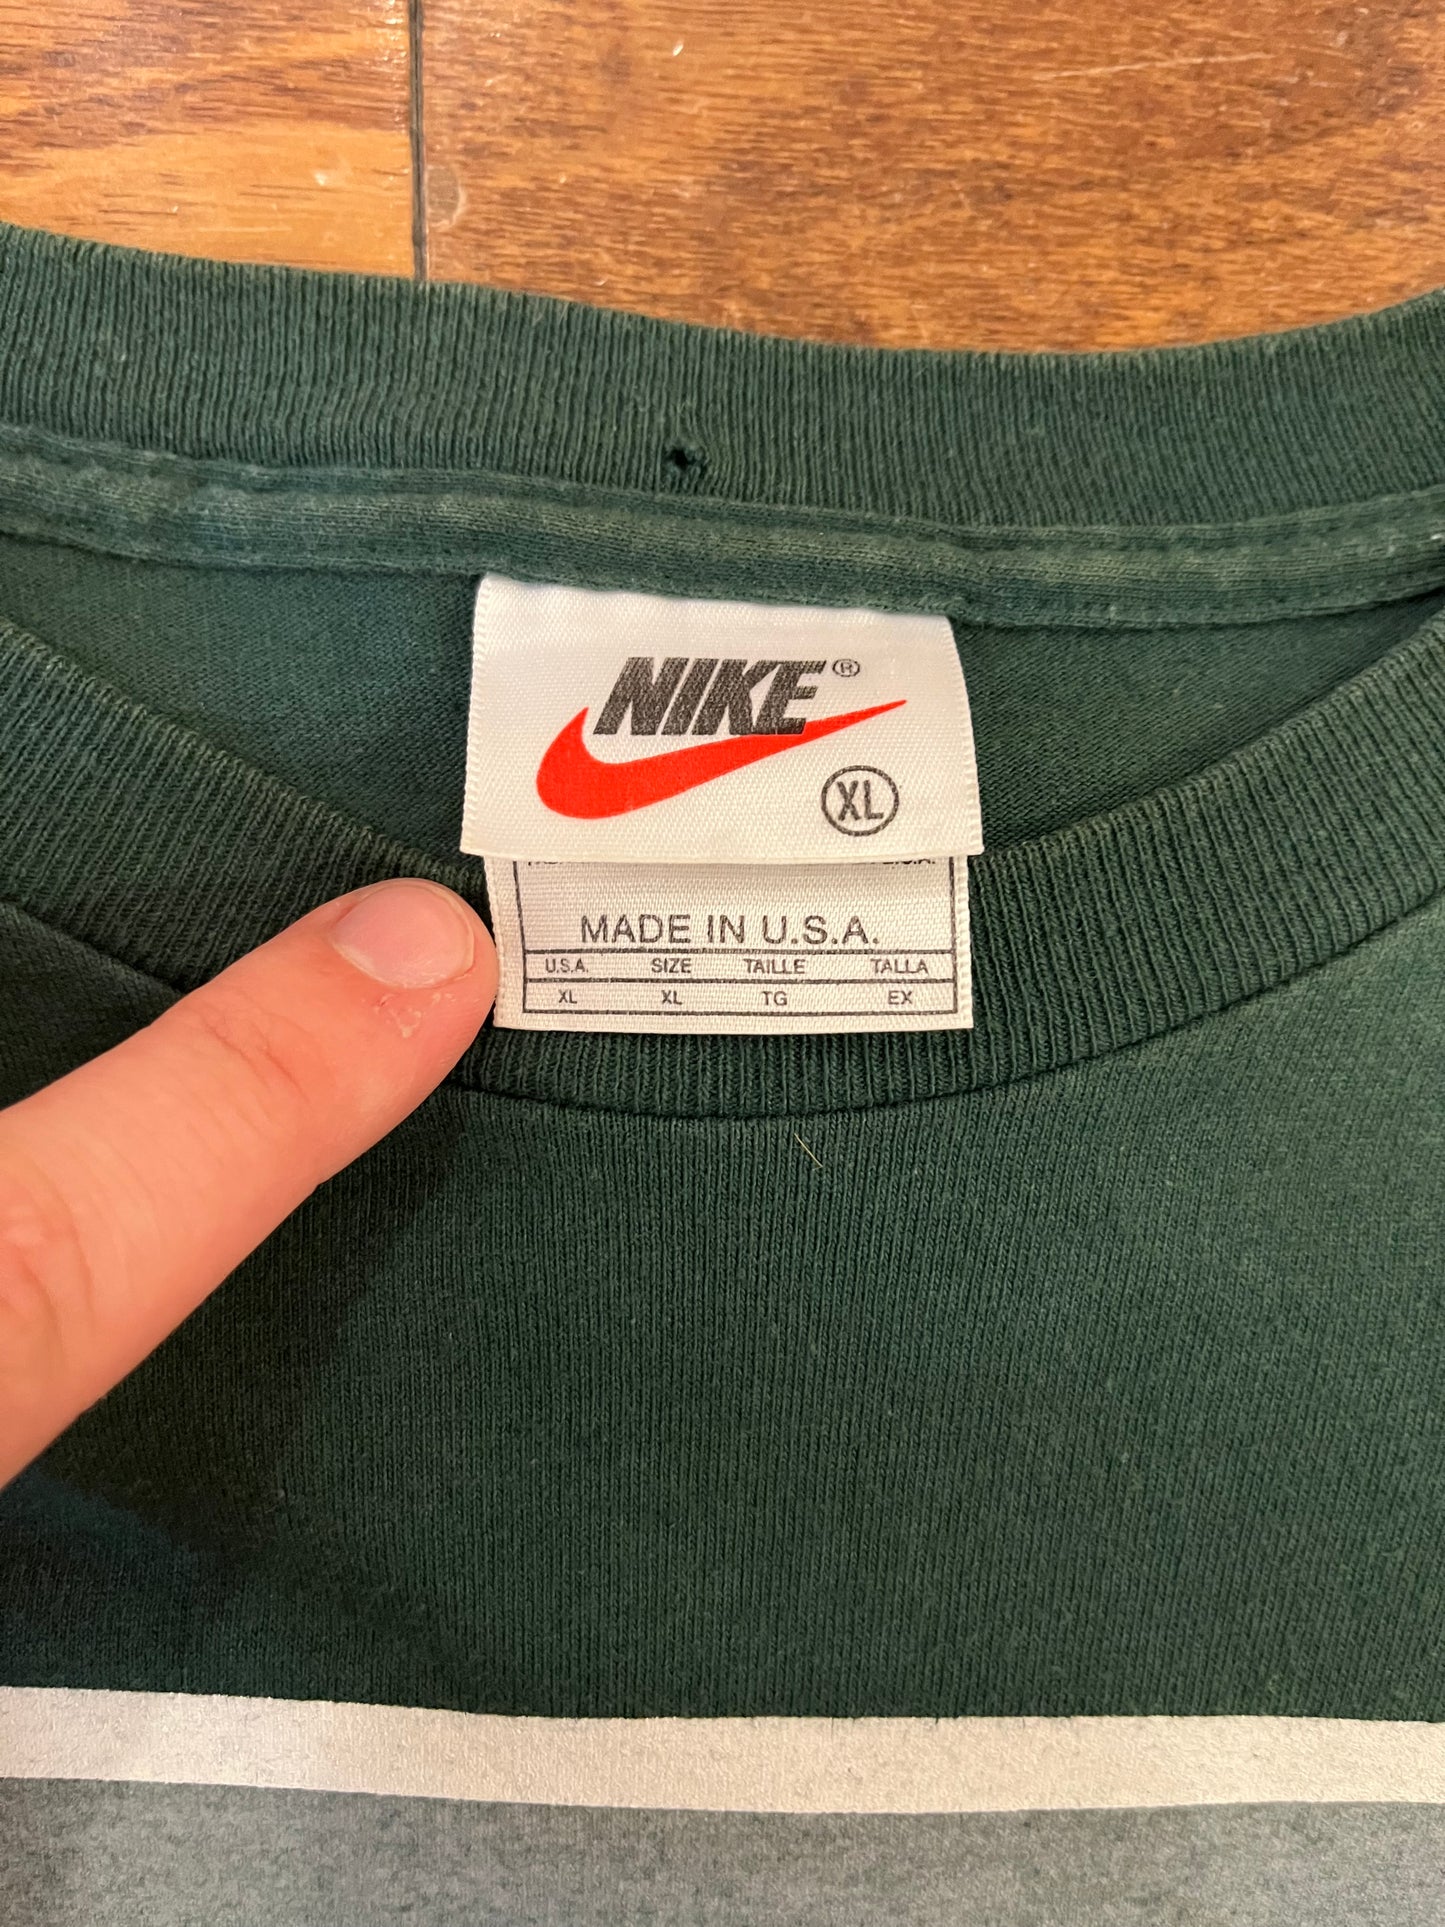 NIKE®
XL
MADE IN U.S.A.
U.S.A. SIZE TAILLE TALLA
XL XL TG EX